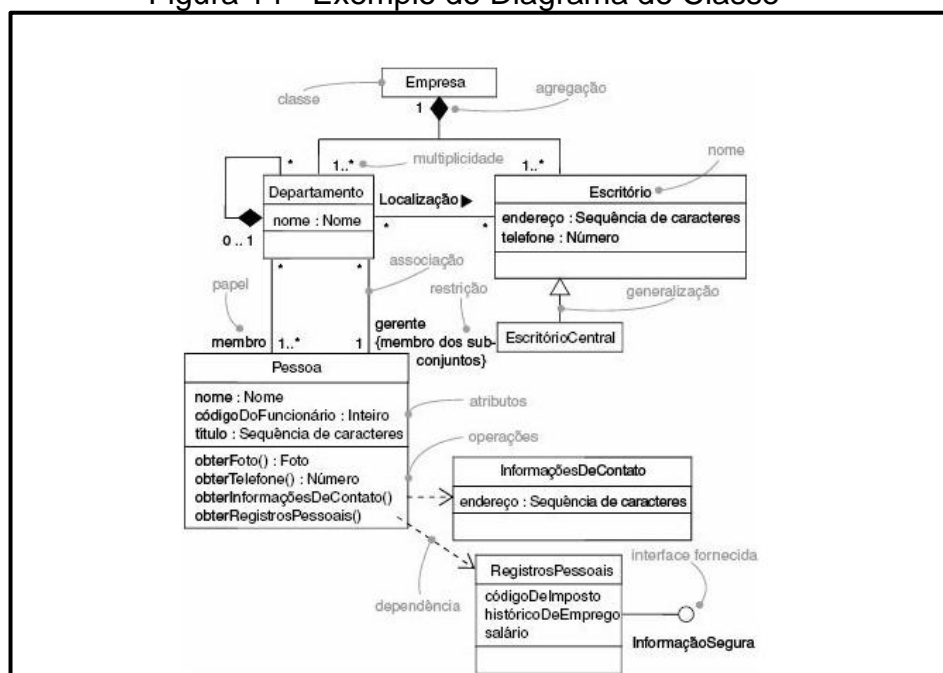 Figura 14 - Exemplo de Diagrama de Classe
Empresa
classe
1
agregação
*
1..*
multiplicidade
1..*
nome
Departamento
Localização ▶
Escritório
nome : Nome
endereço : Sequência de caracteres
telefone : Número
*
*
0 .. 1
*
*
associação
papel
restrição
generalização
gerente
membro
1..*
1
{membro dos sub-
conjuntos}
EscritórioCentral
Pessoa
nome : Nome
códigoDoFuncionário : Inteiro
título : Sequência de caracteres
atributos
operações
obterFoto() : Foto
obterTelefone() : Número
obterInformaçõesDeContato()
obterRegistrosPessoais()
InformaçõesDeContato
endereço : Sequência de caracteres
interface fornecida
RegistrosPessoais
dependência
códigoDeImposto
históricoDeEmprego
salário
InformaçãoSegura